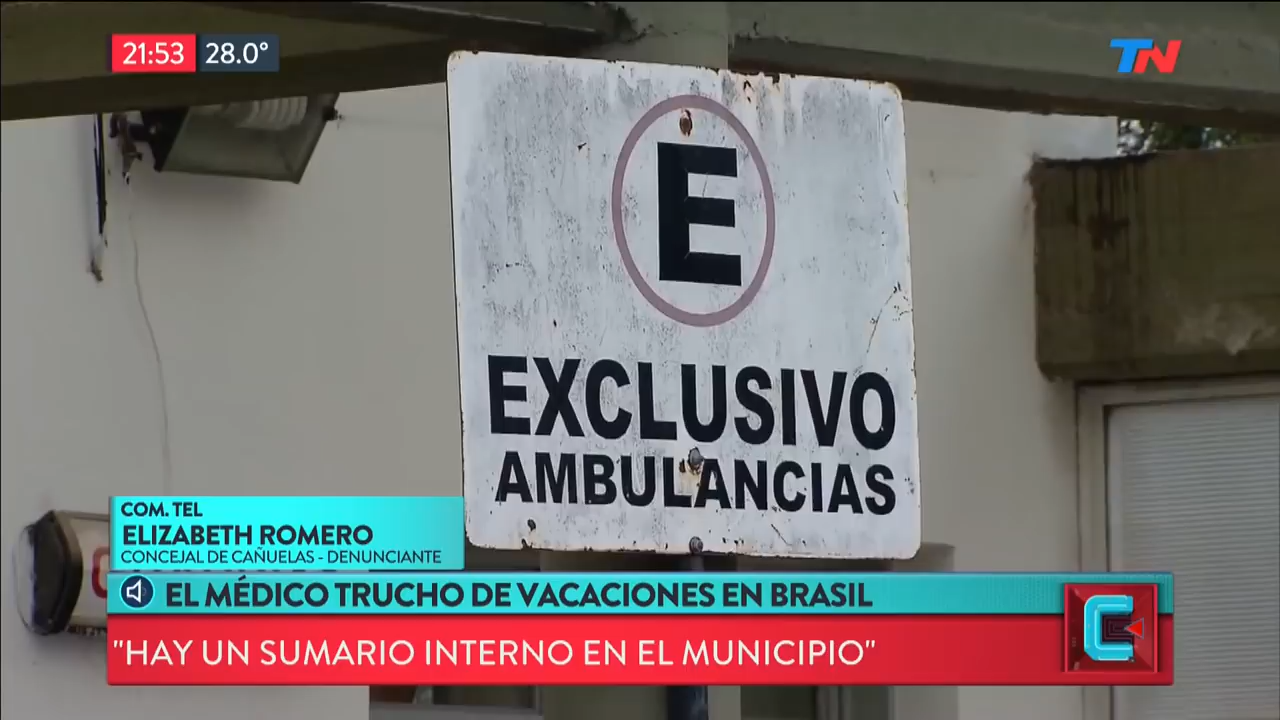 21:53 28.0°
TN
E
EXCLUSIVO
AMBULANCIAS
COM. TEL
ELIZABETH ROMERO
CONCEJAL DE CAÑUELAS - DENUNCIANTE
EL MÉDICO TRUCHO DE VACACIONES EN BRASIL
"HAY UN SUMARIO INTERNO EN EL MUNICIPIO"
C